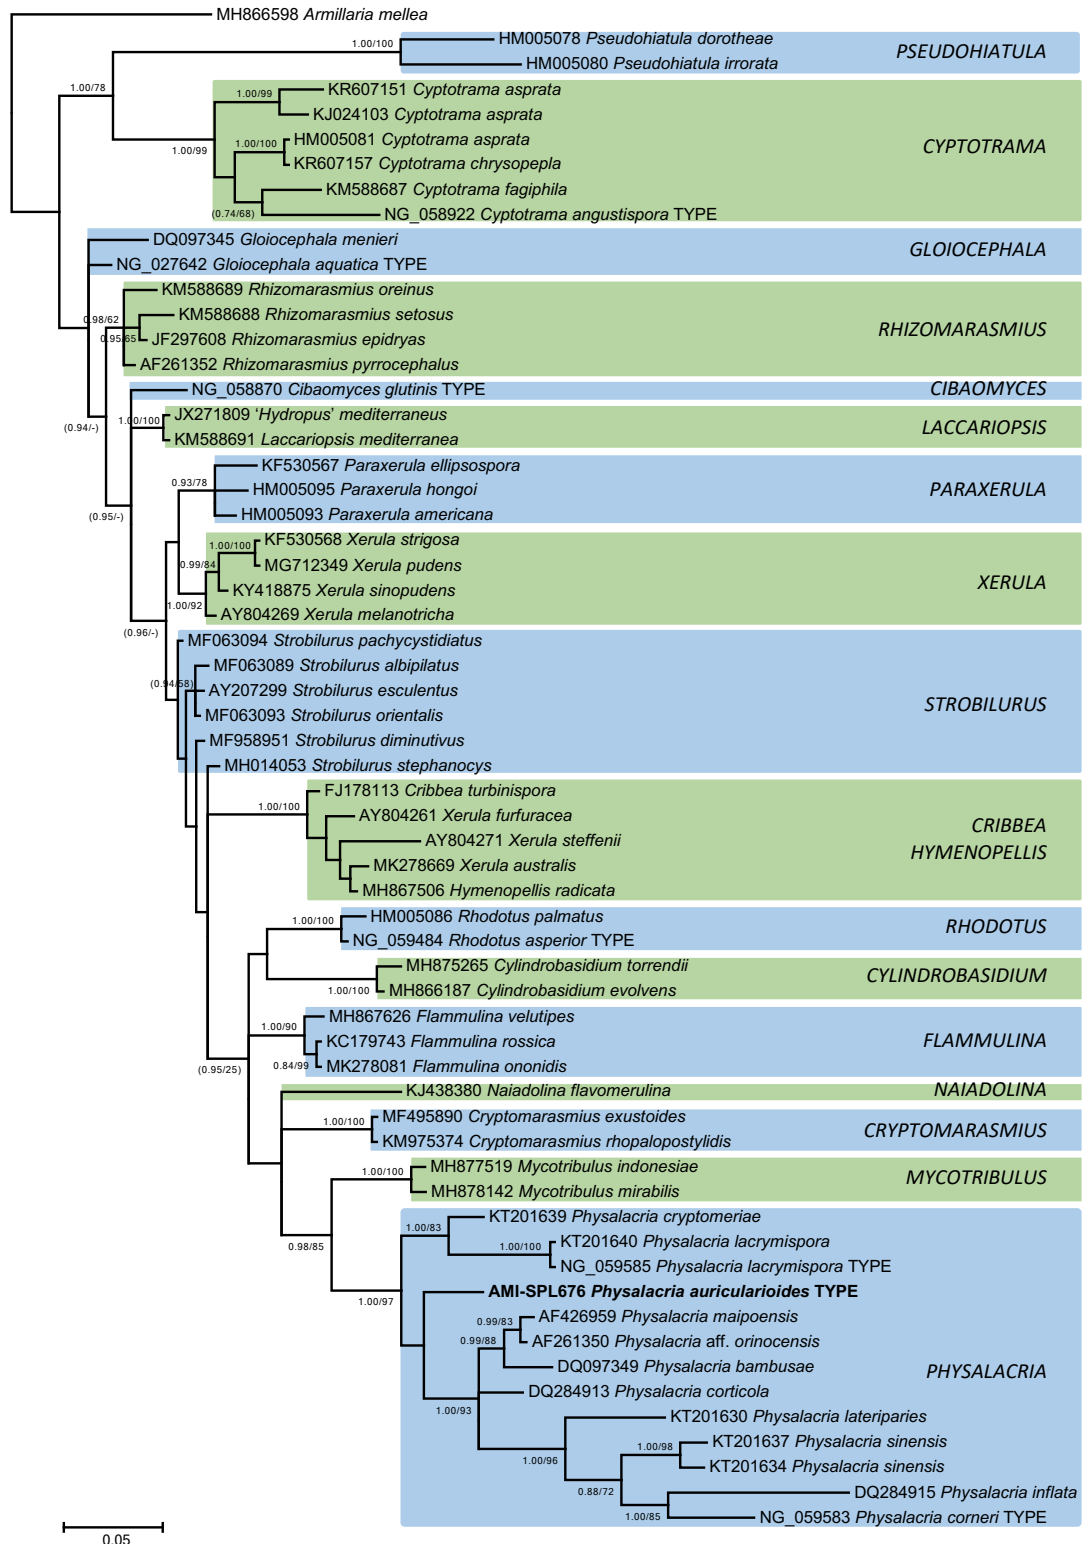 MH866598 Armillaria mellea
HM005078 Pseudohiatula dorotheae
1.00/100
PSEUDOHIATULA
HM005080 Pseudohiatula irrorata
1.00/78
KR607151 Cyptotrama asprata
1.00/99
KJ024103 Cyptotrama asprata
HM005081 Cyptotrama asprata
1.00/100
CYPTOTRAMA
1.00/99
KR607157 Cyptotrama chrysopepla
KM588687 Cyptotrama fagiphila
(0.74/68)
NG_058922 Cyptotrama angustispora TYPE
DQ097345 Gloiocephala menieri
GLOIOCEPHALA
NG_027642 Gloiocephala aquatica TYPE
KM588689 Rhizomarasmius oreinus
KM588688 Rhizomarasmius setosus
0.98/62
RHIZOMARASMIUS
0.95/65
JF297608 Rhizomarasmius epidryas
AF261352 Rhizomarasmius pyrrocephalus
NG_058870 Cibaomyces glutinis TYPE
CIBAOMYCES
JX271809 ‘Hydropus’ mediterraneus
1.00/100
LACCARIOPSIS
(0.94/-)
KM588691 Laccariopsis mediterranea
KF530567 Paraxerula ellipsospora
0.93/78
HM005095 Paraxerula hongoi
PARAXERULA
(0.95/-)
HM005093 Paraxerula americana
KF530568 Xerula strigosa
1.00/100
0.99/84
MG712349 Xerula pudens
XERULA
KY418875 Xerula sinopudens
1.00/92
AY804269 Xerula melanotricha
(0.96/-)
MF063094 Strobilurus pachycystidiatus
MF063089 Strobilurus albipilatus
(0.94/58)
AY207299 Strobilurus esculentus
STROBILURUS
MF063093 Strobilurus orientalis
MF958951 Strobilurus diminutivus
MH014053 Strobilurus stephanocys
FJ178113 Cribbea turbinispora
1.00/100
AY804261 Xerula furfuracea
CRIBBEA
AY804271 Xerula steffenii
HYMENOPELLIS
MK278669 Xerula australis
MH867506 Hymenopellis radicata
HM005086 Rhodotus palmatus
1.00/100
RHODOTUS
NG_059484 Rhodotus asperior TYPE
MH875265 Cylindrobasidium torrendii
CYLINDROBASIDIUM
1.00/100
MH866187 Cylindrobasidium evolvens
MH867626 Flammulina velutipes
1.00/90
KC179743 Flammulina rossica
FLAMMULINA
0.84/99
MK278081 Flammulina ononidis
(0.95/25)
KJ438380 Naiadolina flavomerulina
NAIADOLINA
MF495890 Cryptomarasmius exustoides
1.00/100
CRYPTOMARASMIUS
KM975374 Cryptomarasmius rhopalopostylidis
MH877519 Mycotribulus indonesiae
1.00/100
MYCOTRIBULUS
MH878142 Mycotribulus mirabilis
KT201639 Physalacria cryptomeriae
1.00/83
KT201640 Physalacria lacrymispora
0.98/85
1.00/100
NG_059585 Physalacria lacrymispora TYPE
AMI-SPL676 Physalacria auricularioides TYPE
1.00/97
AF426959 Physalacria maipoensis
0.99/83
0.99/88
AF261350 Physalacria aff. orinocensis
DQ097349 Physalacria bambusae
PHYSALACRIA
DQ284913 Physalacria corticola
1.00/93
KT201630 Physalacria lateriparies
KT201637 Physalacria sinensis
1.00/98
1.00/96
KT201634 Physalacria sinensis
0.88/72
DQ284915 Physalacria inflata
1.00/85
NG_059583 Physalacria corneri TYPE
0.05